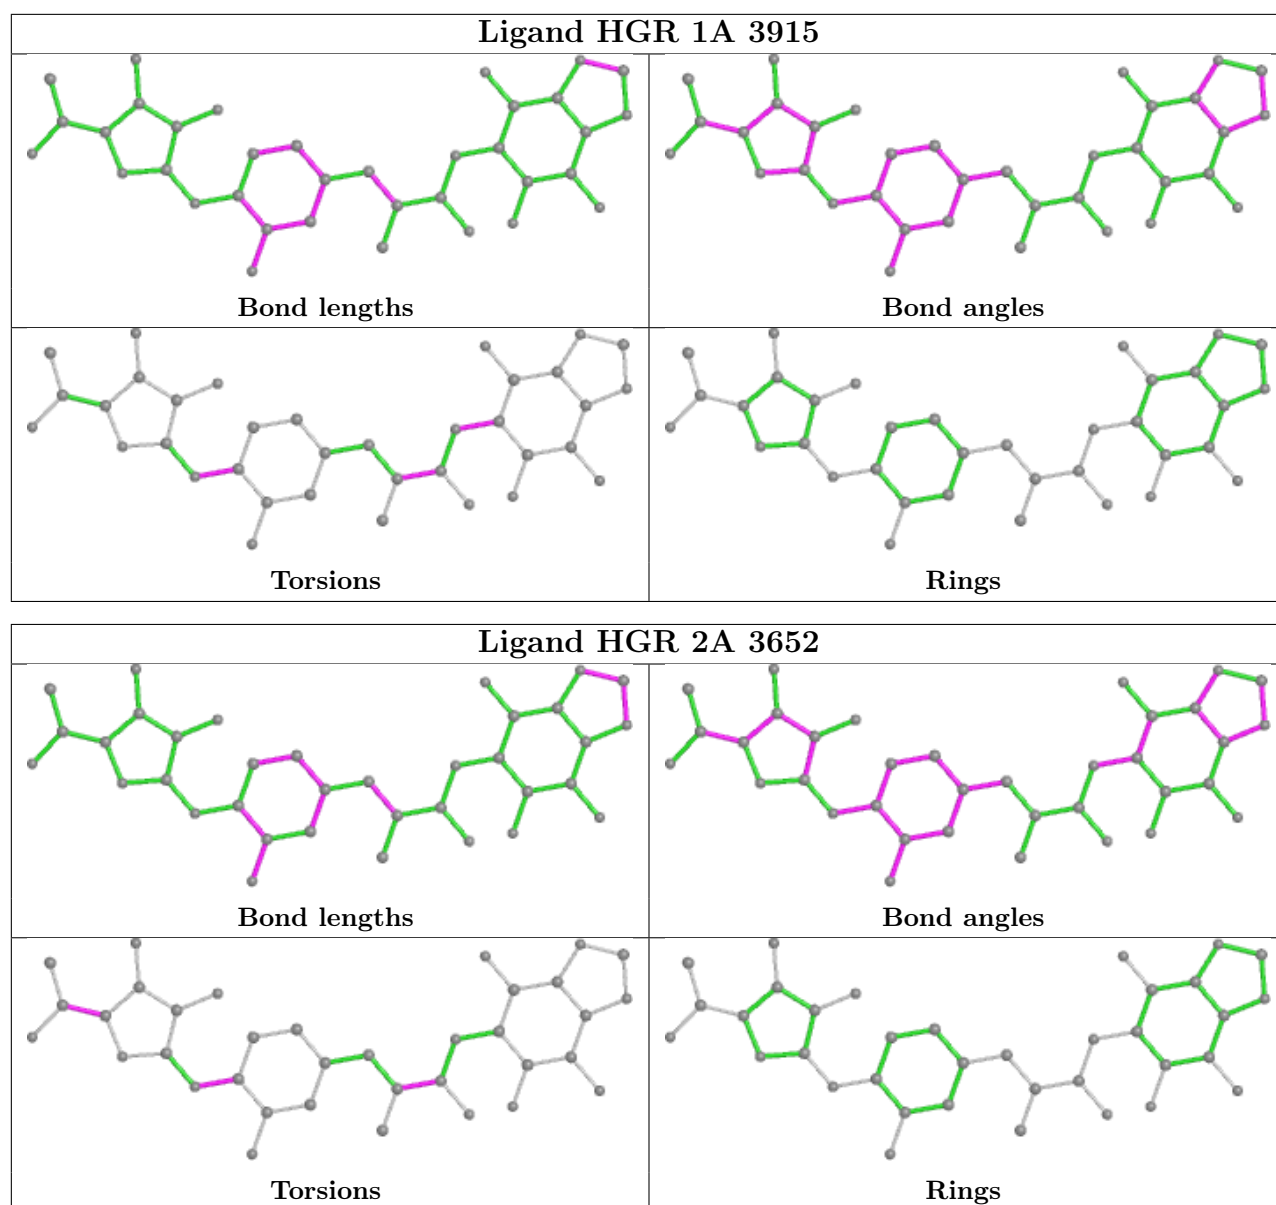 Ligand HGR 1A 3915
Bond lengths
Bond angles
Torsions
Rings
Ligand HGR 2A 3652
Bond lengths
Bond angles
Torsions
Rings